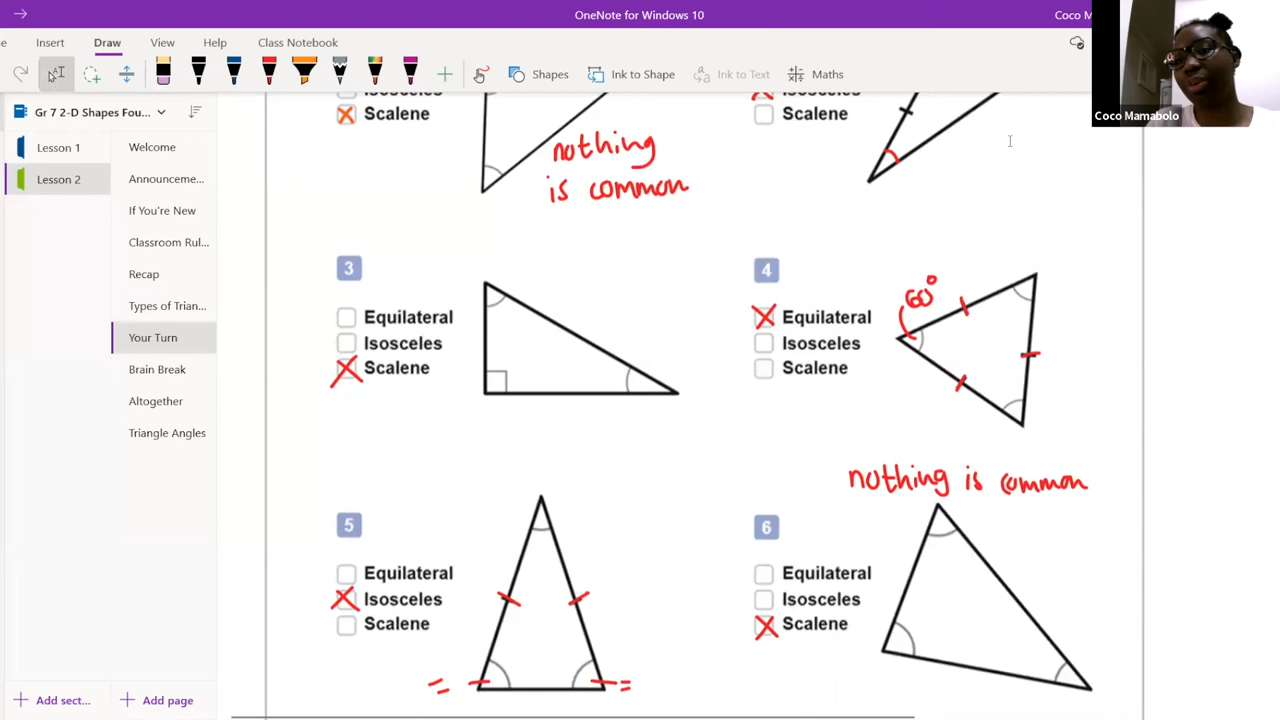 OneNote for Windows 10
Coco M
Insert Draw View Help Class Notebook
Shapes Ink to Shape Ink to Text Maths
Coco Mamabolo
Gr 7 2-D Shapes Fou...
Lesson 1
Lesson 2
Welcome
Announceme...
If You're New
Classroom Rul...
Recap
Types of Trian...
Your Turn
Brain Break
Altogether
Triangle Angles
Add sect...
Add page
Isosceles
Scalene
nothing
is common
Isosceles
Scalene
3
Equilateral
Isosceles
Scalene
4
Equilateral
Isosceles
Scalene
60°
5
Equilateral
Isosceles
Scalene
= =
nothing is common
6
Equilateral
Isosceles
Scalene